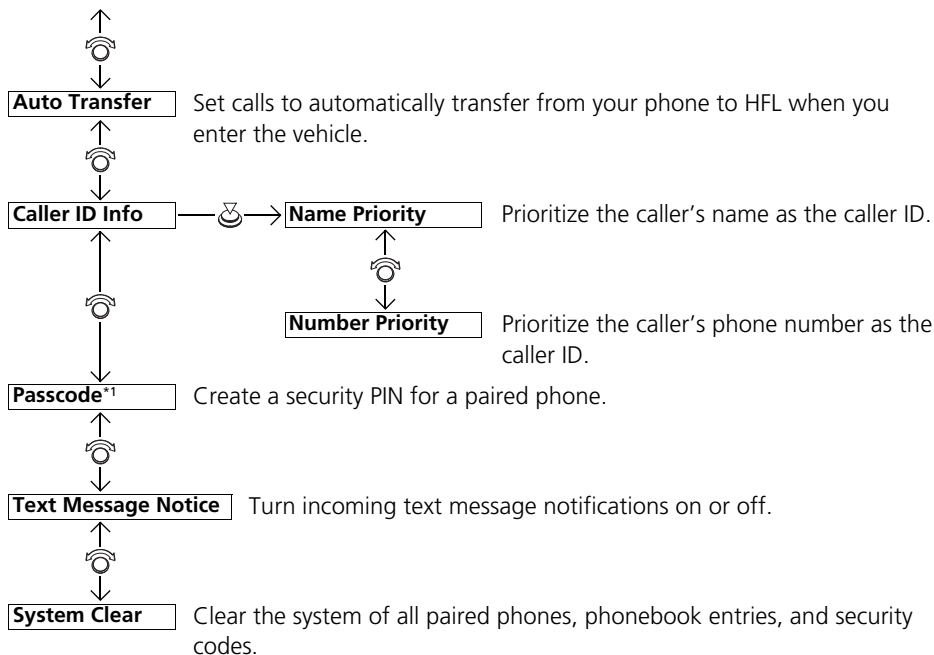 Auto Transfer Set calls to automatically transfer from your phone to HFL when you
enter the vehicle.
Caller ID Info Name Priority Prioritize the caller’s name as the caller ID.
Number Priority Prioritize the caller’s phone number as the
caller ID.
Passcode*1 Create a security PIN for a paired phone.
Text Message Notice Turn incoming text message notifications on or off.
System Clear Clear the system of all paired phones, phonebook entries, and security
codes.